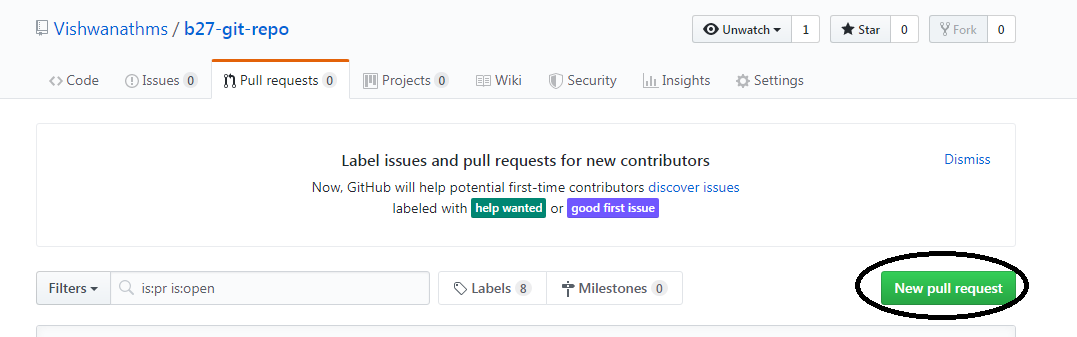 Vishwanathms / b27-git-repo Unwatch 1 Star 0 Fork 0
Code Issues 0 Pull requests 0 Projects 0 Wiki Security Insights Settings
Label issues and pull requests for new contributors Dismiss
Now, GitHub will help potential first-time contributors discover issues
labeled with help wanted or good first issue
Filters is:pr is:open Labels 8 Milestones 0 New pull request